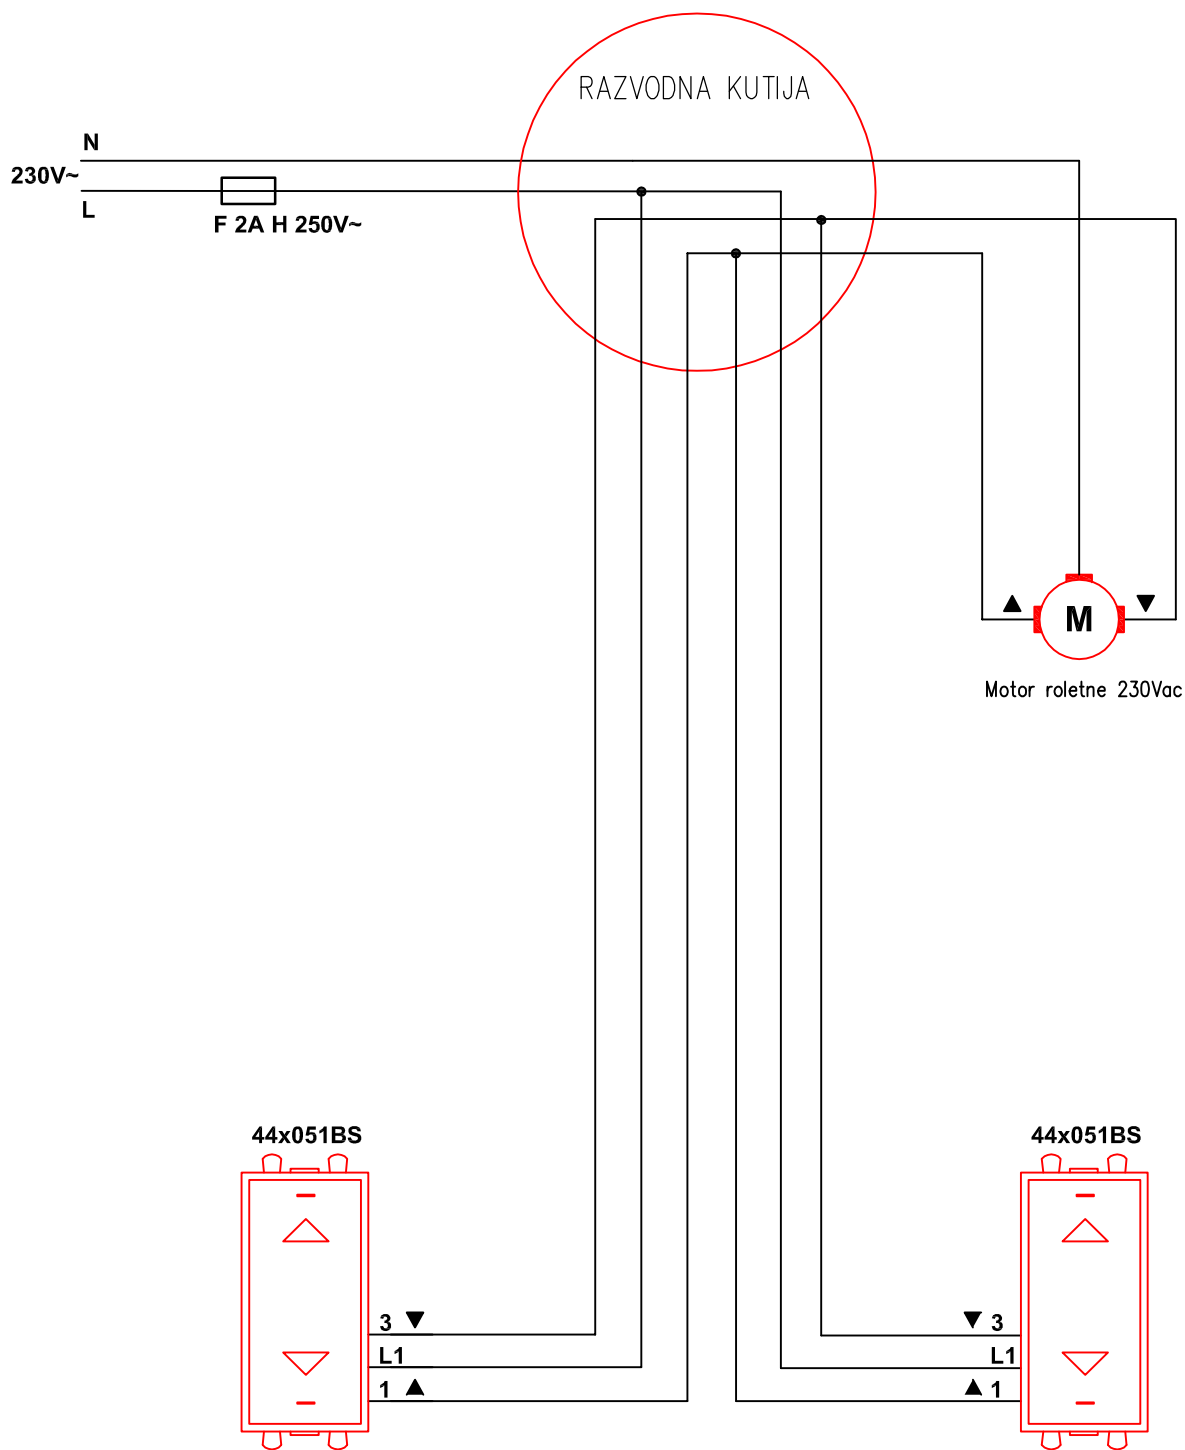 RAZVODNA KUTIJA
N
230V~
L
F 2A H 250V~
M
Motor roletne 230Vac
44x051BS
44x051BS
3
L1
1
3
L1
1